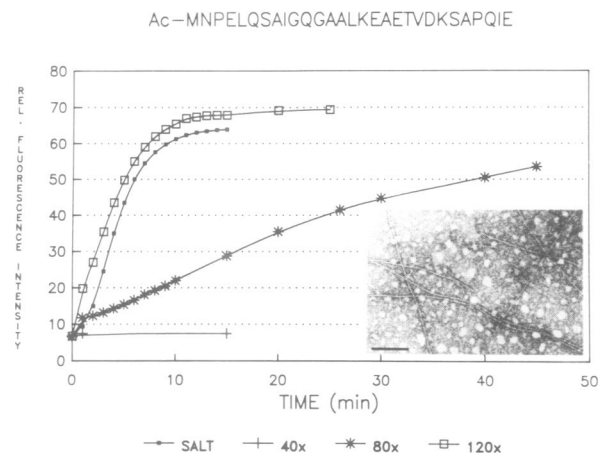 Ac-MNPELQSAIGQGAALKEAETVDKSAPQIE
REL. FLUORESCENCE INTENSITY
80
70
60
50
40
30
20
10
0
0 10 20 30 40 50
TIME (min)
SALT 40x 80x 120x